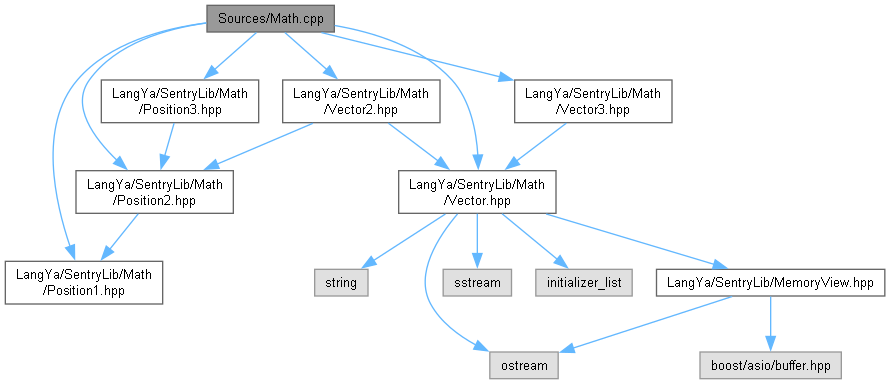 Sources/Math.cpp
LangYa/SentryLib/Math
/Position3.hpp
LangYa/SentryLib/Math
/Vector2.hpp
LangYa/SentryLib/Math
/Vector3.hpp
LangYa/SentryLib/Math
/Position2.hpp
LangYa/SentryLib/Math
/Vector.hpp
LangYa/SentryLib/Math
/Position1.hpp
string
sstream
initializer_list
LangYa/SentryLib/MemoryView.hpp
ostream
boost/asio/buffer.hpp